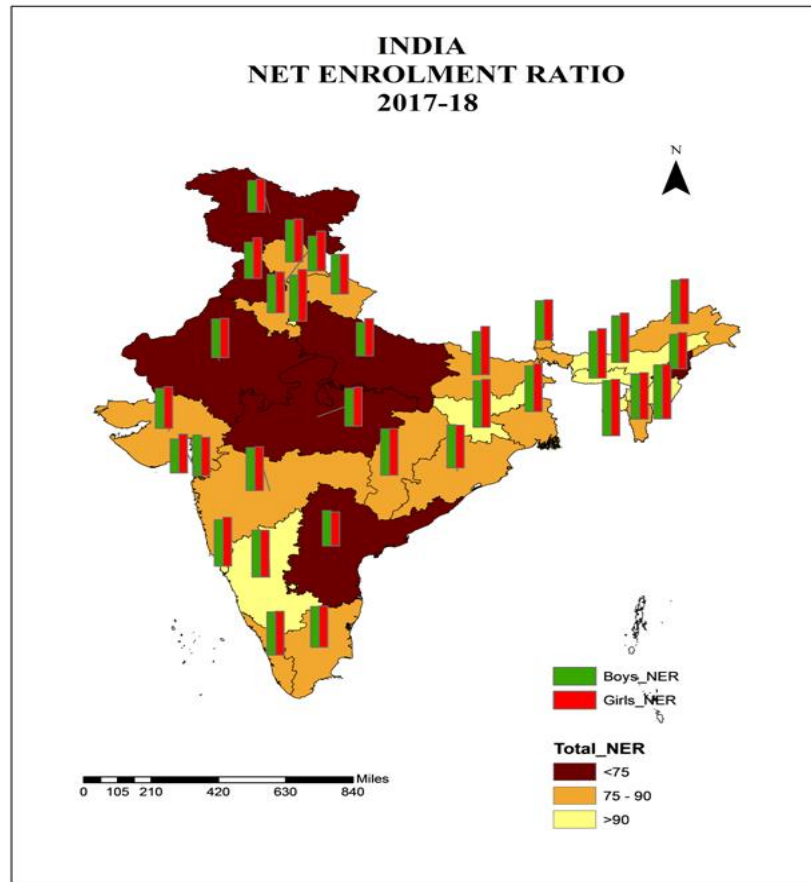 INDIA
NET ENROLMENT RATIO
2017-18
N
Boys_NER
Girls_NER
Total_NER
<75
75 - 90
>90
Miles
0 105 210 420 630 840